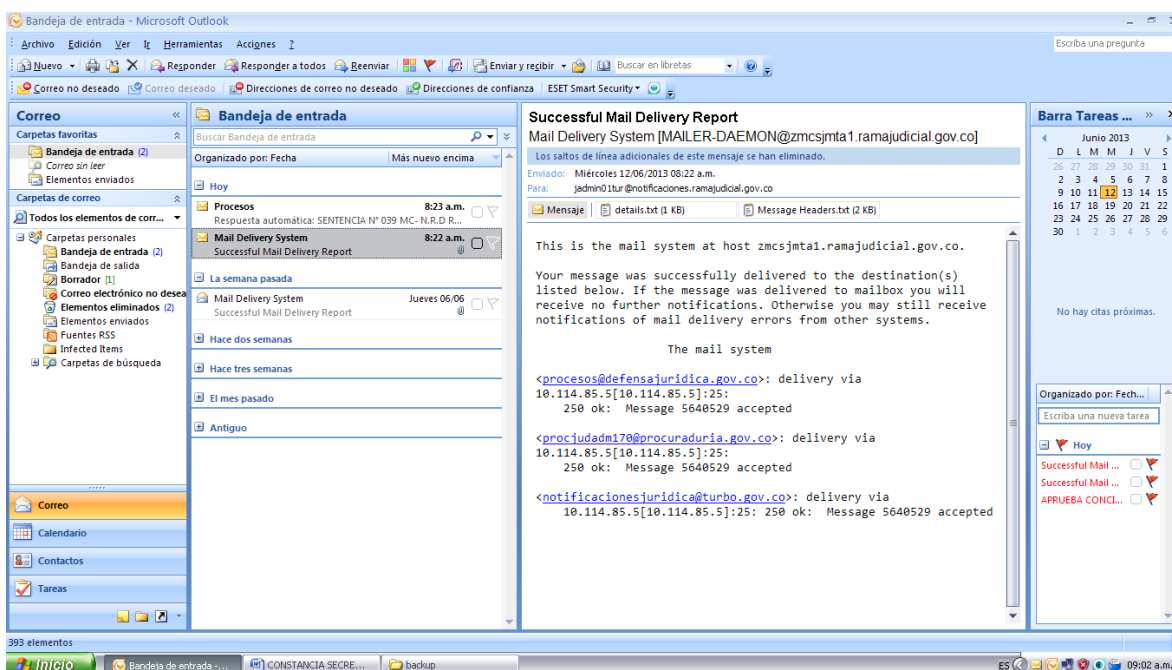 Bandeja de entrada - Microsoft Outlook
Archivo Edición Ver Ir Herramientas Acciones ?
Escriba una pregunta
Nuevo Responder Responder a todos Reenviar Enviar y recibir Buscar en libretas
Correo no deseado Correo deseado Direcciones de correo no deseado Direcciones de confianza ESET Smart Security
Correo
Carpetas favoritas
Bandeja de entrada (2)
Correo sin leer
Elementos enviados
Carpetas de correo
Todos los elementos de corr...
Carpetas personales
Bandeja de entrada (2)
Bandeja de salida
Borrador [1]
Correo electrónico no desea
Elementos eliminados (2)
Elementos enviados
Fuentes RSS
Infected Items
Carpetas de búsqueda
Correo
Calendario
Contactos
Tareas
Bandeja de entrada
Buscar Bandeja de entrada
Organizado por: Fecha Más nuevo encima
Hoy
Procesos 8:23 a.m.
Respuesta automática: SENTENCIA N° 039 MC- N.R.D R...
Mail Delivery System 8:22 a.m.
Successful Mail Delivery Report
La semana pasada
Mail Delivery System Jueves 06/06
Successful Mail Delivery Report
Hace dos semanas
Hace tres semanas
El mes pasado
Antiguo
Successful Mail Delivery Report
Mail Delivery System [MAILER-DAEMON@zmcsjmta1.ramajudicial.gov.co]
Los saltos de línea adicionales de este mensaje se han eliminado.
Enviado: Miércoles 12/06/2013 08:22 a.m.
Para: jadmin01tur@notificaciones.ramajudicial.gov.co
Mensaje details.txt (1 KB) Message Headers.txt (2 KB)
This is the mail system at host zmcsjmta1.ramajudicial.gov.co.
Your message was successfully delivered to the destination(s)
listed below. If the message was delivered to mailbox you will
receive no further notifications. Otherwise you may still receive
notifications of mail delivery errors from other systems.
The mail system
<procesos@defensajuridica.gov.co>: delivery via
10.114.85.5[10.114.85.5]:25:
250 ok: Message 5640529 accepted
<procjudadm170@procuraduria.gov.co>: delivery via
10.114.85.5[10.114.85.5]:25:
250 ok: Message 5640529 accepted
<notificacionesjuridica@turbo.gov.co>: delivery via
10.114.85.5[10.114.85.5]:25: 250 ok: Message 5640529 accepted
Barra Tareas ...
Junio 2013
D L M M J V S
26 27 28 29 30 31 1
2 3 4 5 6 7 8
9 10 11 12 13 14 15
16 17 18 19 20 21 22
23 24 25 26 27 28 29
30 1 2 3 4 5 6
No hay citas próximas.
Organizado por: Fech...
Escriba una nueva tarea
Hoy
Successful Mail ...
Successful Mail ...
APRUEBA CONCI...
393 elementos
Inicio Bandeja de entrada -... CONSTANCIA SECRE... backup ES 09:02 a.m.